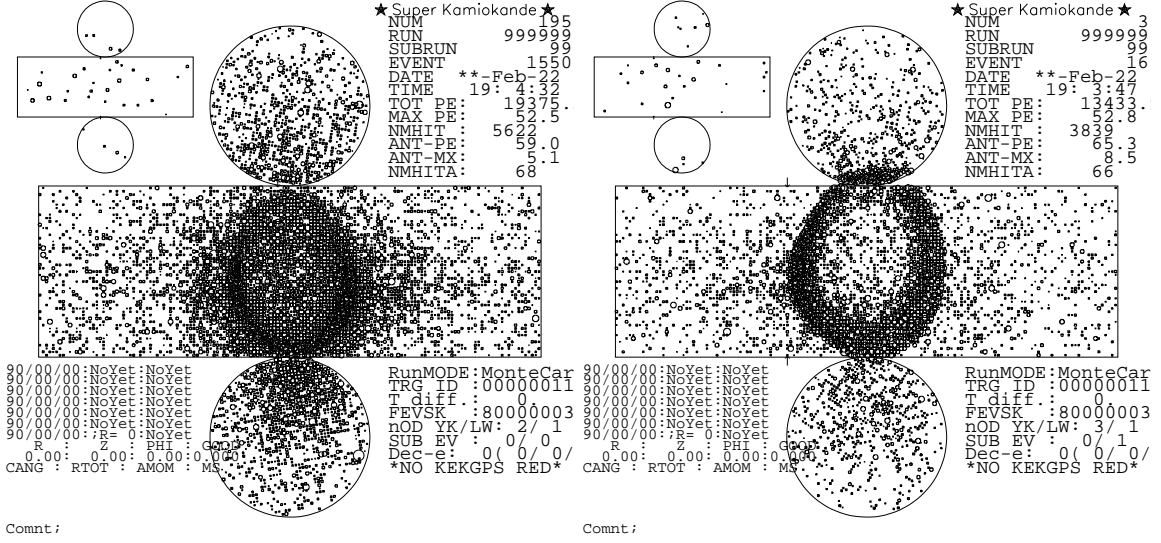 ★ Super Kamiokande ★
NUM 195
RUN 999999
SUBRUN 99
EVENT 1550
DATE **-Feb-22
TIME 19: 4:32
TOT PE: 19375.
MAX PE: 52.5
NMHIT : 5622
ANT-PE: 59.0
ANT-MX: 5.1
NMHITA: 68
90/00/00:NoYet:NoYet
90/00/00:NoYet:NoYet
90/00/00:NoYet:NoYet
90/00/00:NoYet:NoYet
90/00/00:NoYet:NoYet
90/00/00:NoYet:NoYet
90/00/00:;R= 0:NoYet
R : Z : PHI : GOOD
0.00: 0.00: 0.00:0.000
CANG : RTOT : AMOM : MS
RunMODE:MonteCar
TRG ID :00000011
T diff.: 0.
FEVSK :80000003
nOD YK/LW: 2/ 1
SUB EV : 0/ 0
Dec-e: 0( 0/ 0/
*NO KEKGPS RED*
Comnt;
★ Super Kamiokande ★
NUM 3
RUN 999999
SUBRUN 99
EVENT 16
DATE **-Feb-22
TIME 19: 3:47
TOT PE: 13433.
MAX PE: 52.8
NMHIT : 3839
ANT-PE: 65.3
ANT-MX: 8.5
NMHITA: 66
90/00/00:NoYet:NoYet
90/00/00:NoYet:NoYet
90/00/00:NoYet:NoYet
90/00/00:NoYet:NoYet
90/00/00:NoYet:NoYet
90/00/00:NoYet:NoYet
90/00/00:;R= 0:NoYet
R : Z : PHI : GOOD
0.00: 0.00: 0.00:0.000
CANG : RTOT : AMOM : MS
RunMODE:MonteCar
TRG ID :00000011
T diff.: 0.
FEVSK :80000003
nOD YK/LW: 3/ 1
SUB EV : 0/ 1
Dec-e: 0( 0/ 0/
*NO KEKGPS RED*
Comnt;